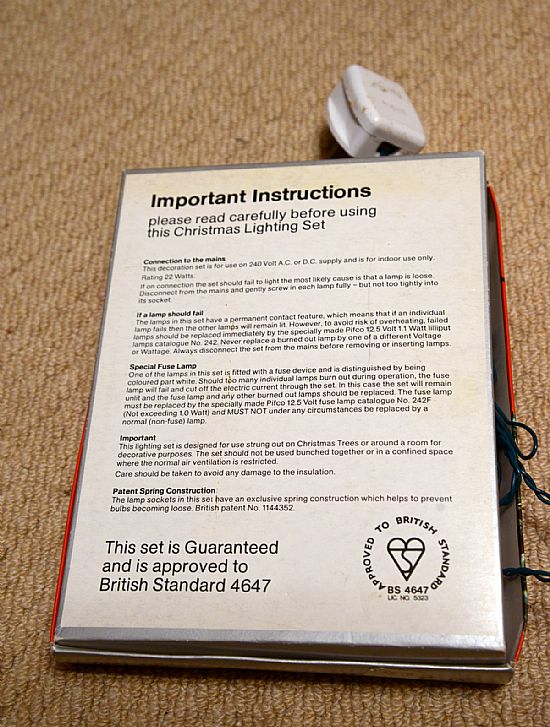 Important Instructions
please read carefully before using
this Christmas Lighting Set
Connection to the mains
This decoration set is for use on 240 Volt A.C. or D.C. supply and is for indoor use only.
Rating 22 Watts.
If on connection the set should fail to light the most likely cause is that a lamp is loose.
Disconnect from the mains and gently screw in each lamp fully – but not too tightly into
its socket.
If a lamp should fail
The lamps in this set have a permanent contact feature, which means that if an individual
lamp fails then the other lamps will remain lit. However, to avoid risk of overheating, failed
lamps should be replaced immediately by the specially made Pifco 12.5 Volt 1.1 Watt lilliput
lamps catalogue No. 242. Never replace a burned out lamp by one of a different Voltage
or Wattage. Always disconnect the set from the mains before removing or inserting lamps.
Special Fuse Lamp
One of the lamps in this set is fitted with a fuse device and is distinguished by being
coloured part white. Should too many individual lamps burn out during operation, the fuse
lamp will fail and cut off the electric current through the set. In this case the set will remain
unlit and the fuse lamp and any other burned out lamps should be replaced. The fuse lamp
must be replaced by the specially made Pifco 12.5 Volt fuse lamp catalogue No. 242F
(Not exceeding 1.0 Watt) and MUST NOT under any circumstances be replaced by a
normal (non-fuse) lamp.
Important
This lighting set is designed for use strung out on Christmas Trees or around a room for
decorative purposes. The set should not be used bunched together or in a confined space
where the normal air ventilation is restricted.
Care should be taken to avoid any damage to the insulation.
Patent Spring Construction
The lamp sockets in this set have an exclusive spring construction which helps to prevent
bulbs becoming loose. British patent No. 1144352.
This set is Guaranteed
and is approved to
British Standard 4647
APPROVED TO BRITISH STANDARD
BS 4647
LIC. NO. 5323